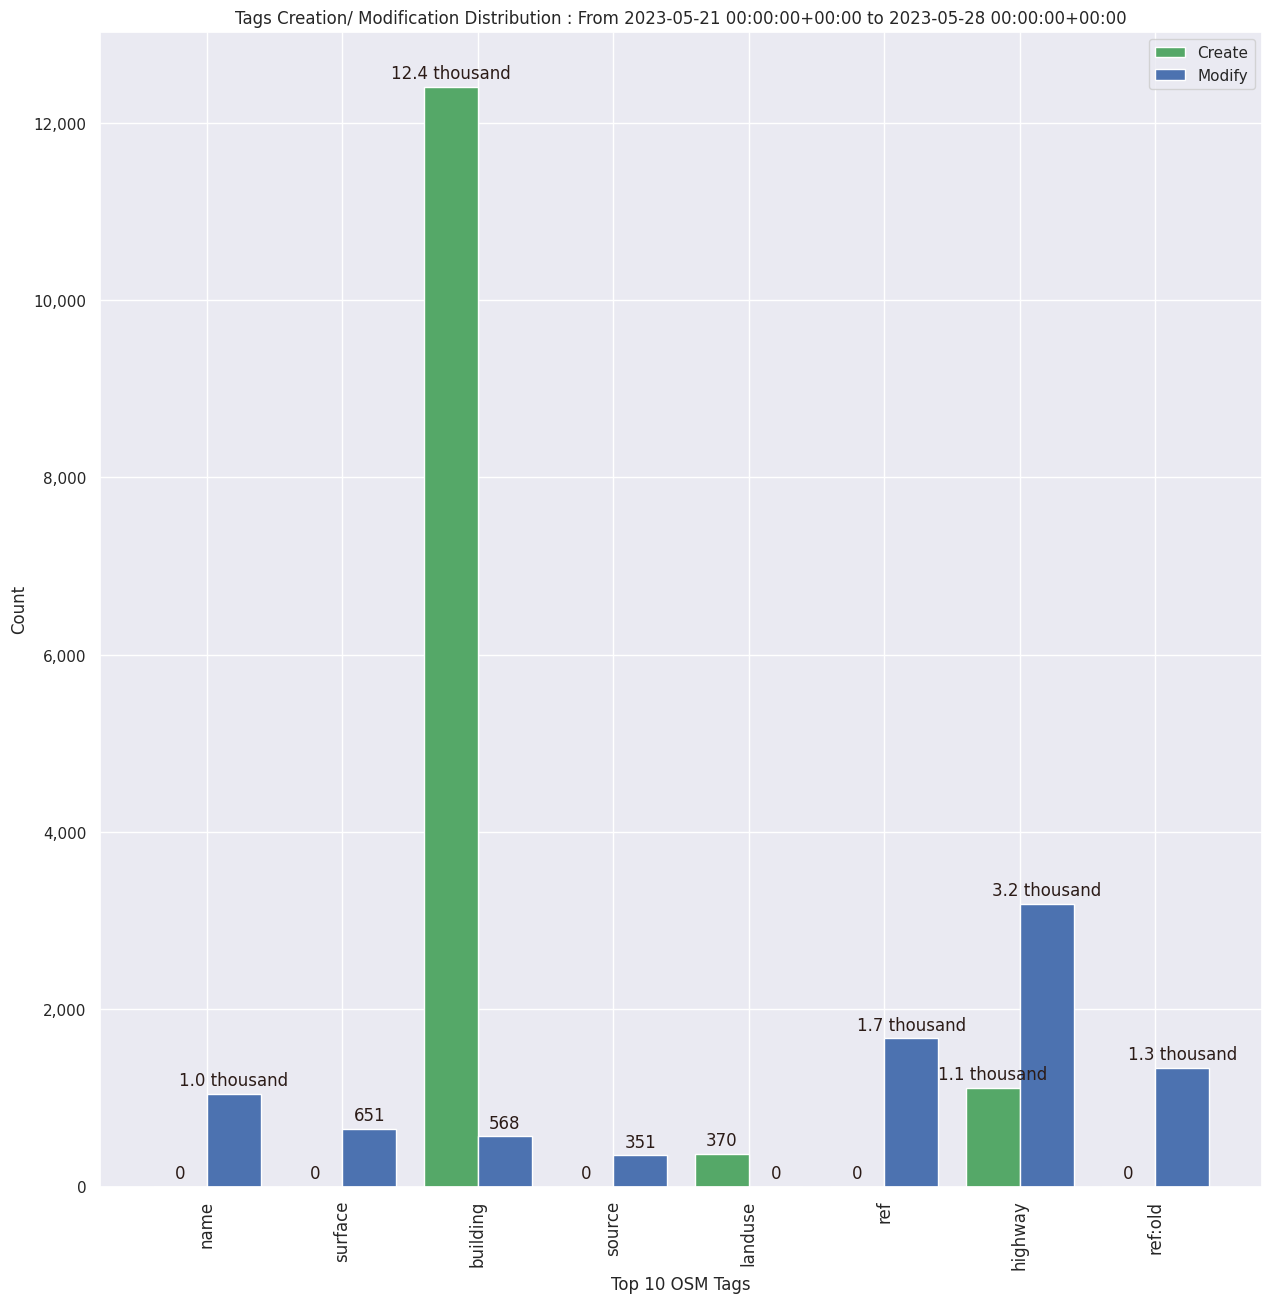 Tags Creation/ Modification Distribution : From 2023-05-21 00:00:00+00:00 to 2023-05-28 00:00:00+00:00
Create
Modify
12.4 thousand
12,000
10,000
8,000
6,000
4,000
2,000
0
Count
3.2 thousand
1.7 thousand
1.3 thousand
1.0 thousand
1.1 thousand
651
568
351
370
0
0
0
0
0
0
name
surface
building
source
landuse
ref
highway
ref:old
Top 10 OSM Tags